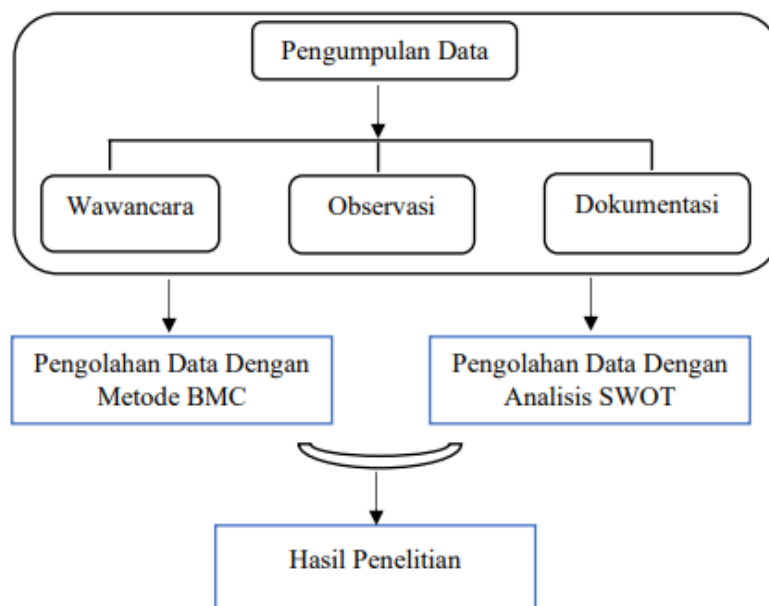 Pengumpulan Data
Wawancara
Observasi
Dokumentasi
Pengolahan Data Dengan
Metode BMC
Pengolahan Data Dengan
Analisis SWOT
Hasil Penelitian